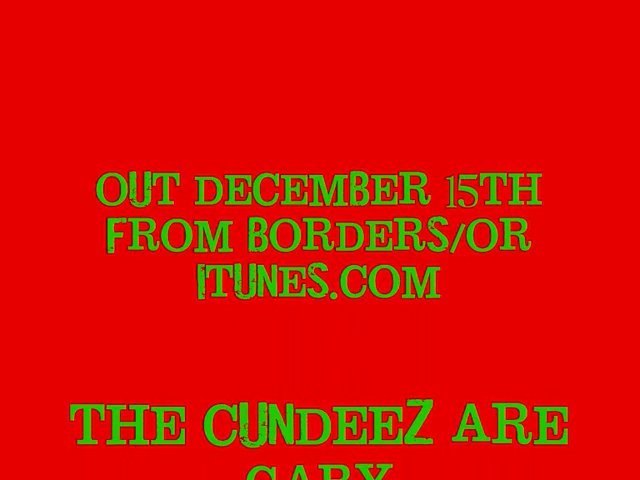 OUT DECEMBER 15TH
FROM BORDERS/OR
ITUNES.COM
THE CUNDEEZ ARE